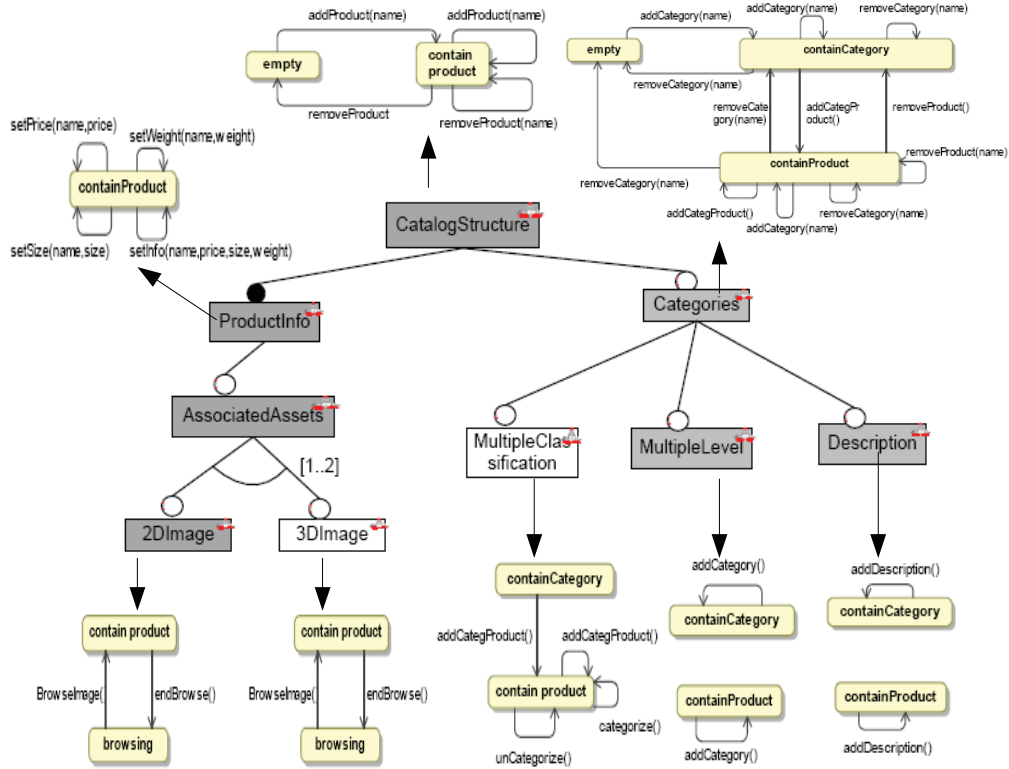 addProduct(name)
addProduct(name)
empty
contain
product
removeProduct
removeProduct(name)
addCategory(name)
addCategory(name)
removeCategory(name)
empty
containCategory
removeCategory(name)
removeCate
gory(name)
addCategPr
oduct()
removeProduct()
containProduct
removeProduct(name)
removeCategory(name)
addCategProduct()
removeCategory(name)
addCategory(name)
setPrice(name,price)
setWeight(name,weight)
containProduct
setSize(name,size)
setInfo(name,price,size,weight)
CatalogStructure
ProductInfo
Categories
AssociatedAssets
[1..2]
2DImage
3DImage
MultipleClas
sification
MultipleLevel
Description
contain product
BrowseImage()
endBrowse()
browsing
contain product
BrowseImage()
endBrowse()
browsing
containCategory
addCategProduct()
addCategProduct()
contain product
categorize()
unCategorize()
addCategory()
containCategory
containProduct
addCategory()
addDescription()
containCategory
containProduct
addDescription()